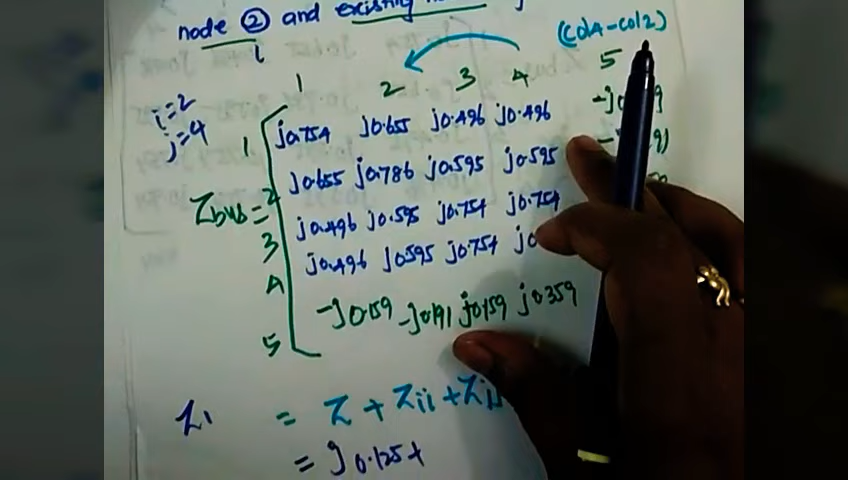 node ② and existing
i
(Col4-Col2)
1 2 3 4 5
i=2
j=4
1 j0.754 j0.655 j0.496 j0.496
Zbus= 2 j0.655 j0.786 j0.595 j0.595
3 j0.496 j0.595 j0.754 j0.754
4 j0.496 j0.595 j0.754
5 -j0.159 -j0.191 j0.159 j0.359
= Z + Zii +
= j0.125+